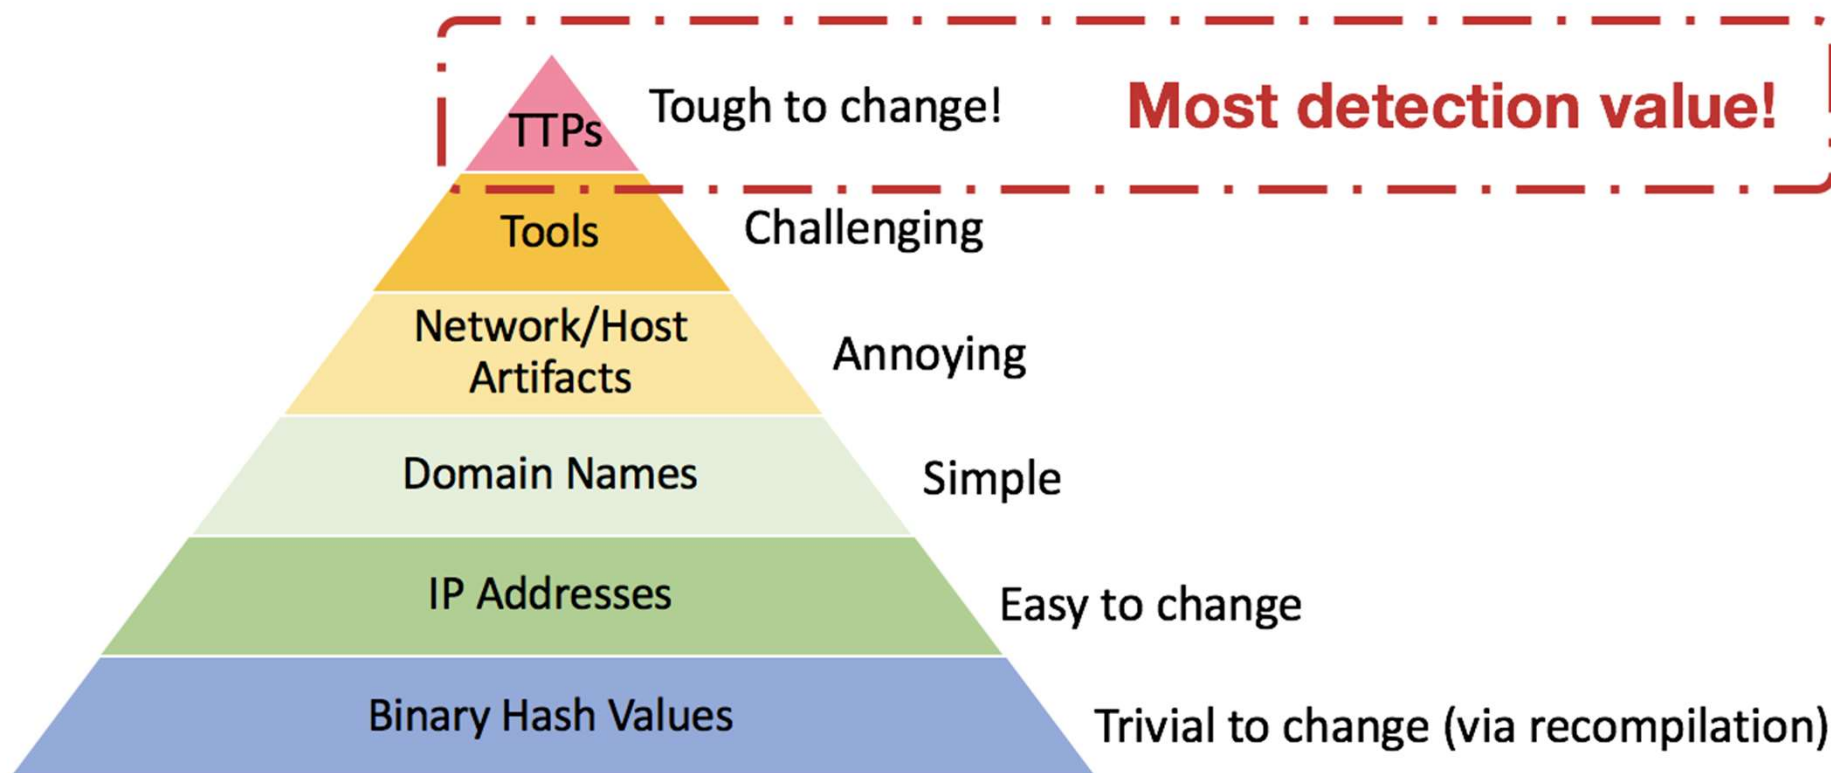 TTPs
Tough to change!
Most detection value!
Tools
Challenging
Network/Host
Artifacts
Annoying
Domain Names
Simple
IP Addresses
Easy to change
Binary Hash Values
Trivial to change (via recompilation)